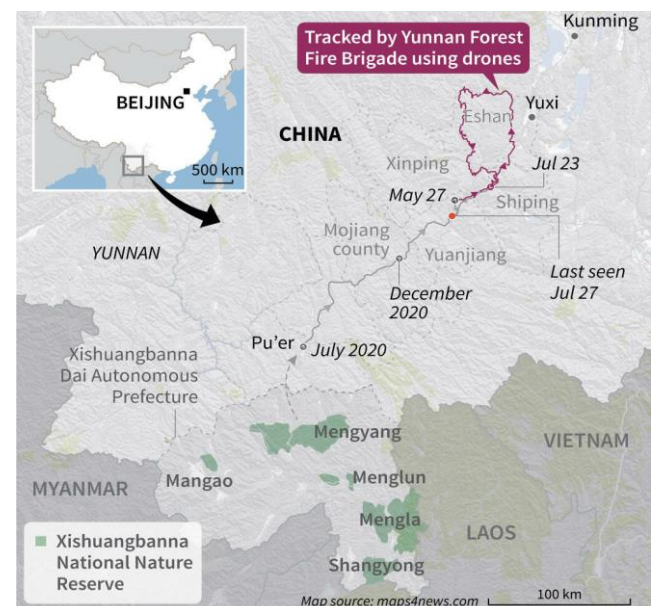 Kunming
Tracked by Yunnan Forest
Fire Brigade using drones
BEIJING
500 km
CHINA
Eshan
Yuxi
Xinping
Jul 23
May 27
Shiping
YUNNAN
Mojiang
county
Yuanjiang
Last seen
Jul 27
December
2020
Pu'er
July 2020
Xishuangbanna
Dai Autonomous
Prefecture
Mengyang
VIETNAM
Mangao
Menglun
MYANMAR
Mengla
LAOS
Xishuangbanna
National Nature
Reserve
Shangyong
100 km
Map source: maps4news.com